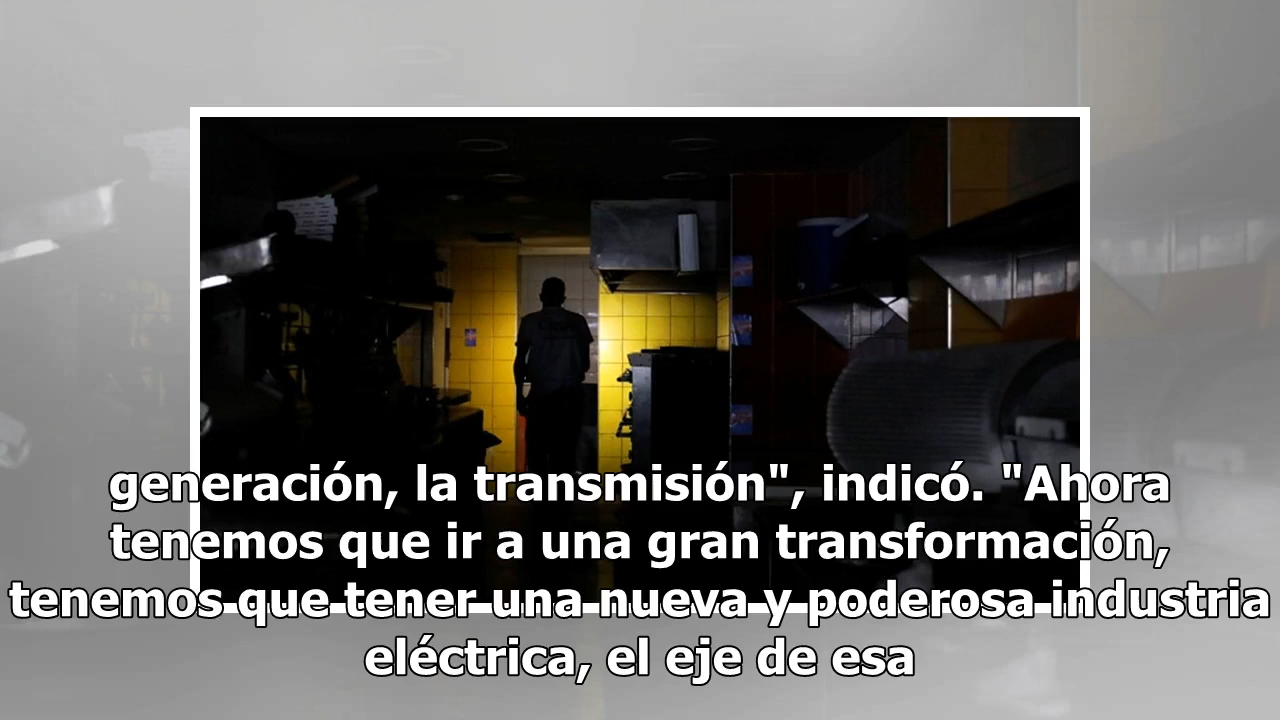 generación, la transmisión", indicó. "Ahora
tenemos que ir a una gran transformación,
tenemos que tener una nueva y poderosa industria
eléctrica, el eje de esa